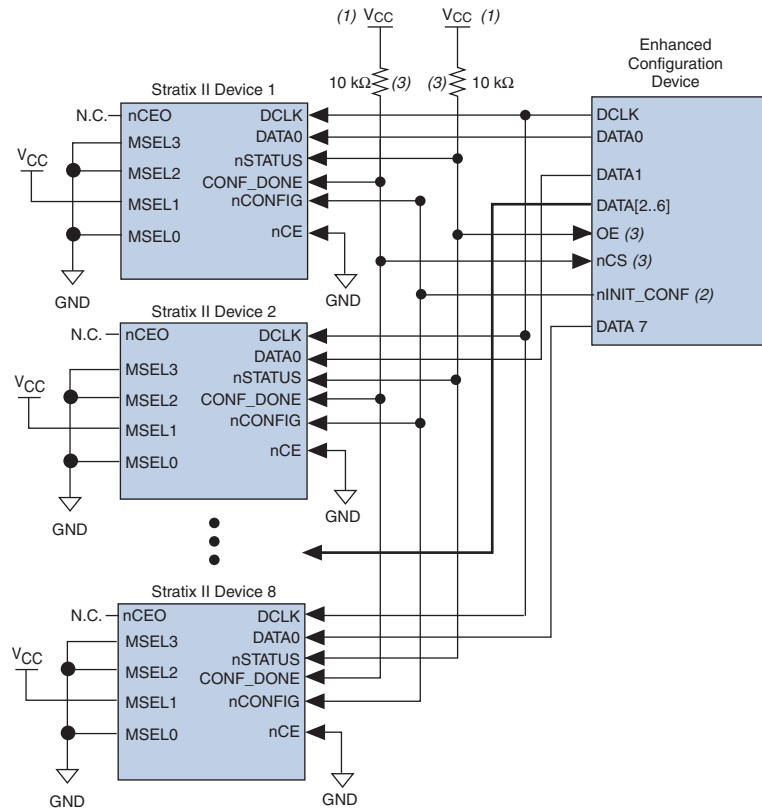 (1) VCC VCC (1)
10 kΩ (3) (3) 10 kΩ
Enhanced
Configuration
Device
DCLK
DATA0
DATA1
DATA[2..6]
OE (3)
nCS (3)
nINIT_CONF (2)
DATA 7
Stratix II Device 1
N.C. nCEO DCLK
MSEL3 DATA0
VCC MSEL2 nSTATUS
CONF_DONE
MSEL1 nCONFIG
MSEL0 nCE
GND GND
Stratix II Device 2
N.C. nCEO DCLK
DATA0
MSEL3 nSTATUS
VCC MSEL2 CONF_DONE
MSEL1 nCONFIG
MSEL0 nCE
GND GND
Stratix II Device 8
N.C. nCEO DCLK
MSEL3 DATA0
VCC nSTATUS
MSEL2 CONF_DONE
MSEL1 nCONFIG
MSEL0 nCE
GND GND